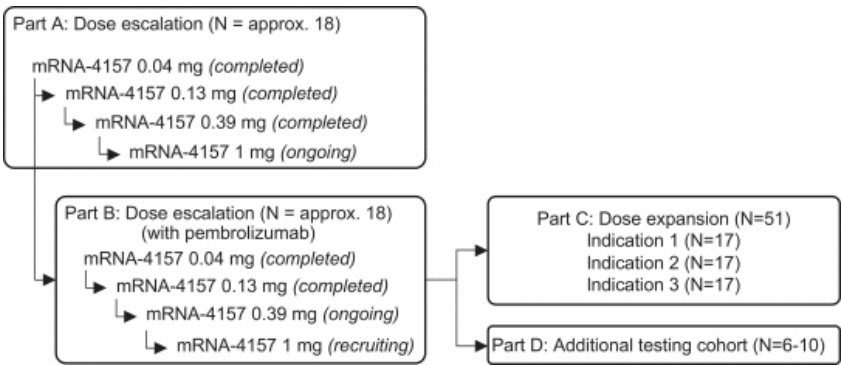 Part A: Dose escalation (N = approx. 18)
mRNA-4157 0.04 mg (completed)
mRNA-4157 0.13 mg (completed)
mRNA-4157 0.39 mg (completed)
mRNA-4157 1 mg (ongoing)
Part B: Dose escalation (N = approx. 18)
(with pembrolizumab)
mRNA-4157 0.04 mg (completed)
mRNA-4157 0.13 mg (completed)
mRNA-4157 0.39 mg (ongoing)
mRNA-4157 1 mg (recruiting)
Part C: Dose expansion (N=51)
Indication 1 (N=17)
Indication 2 (N=17)
Indication 3 (N=17)
Part D: Additional testing cohort (N=6-10)